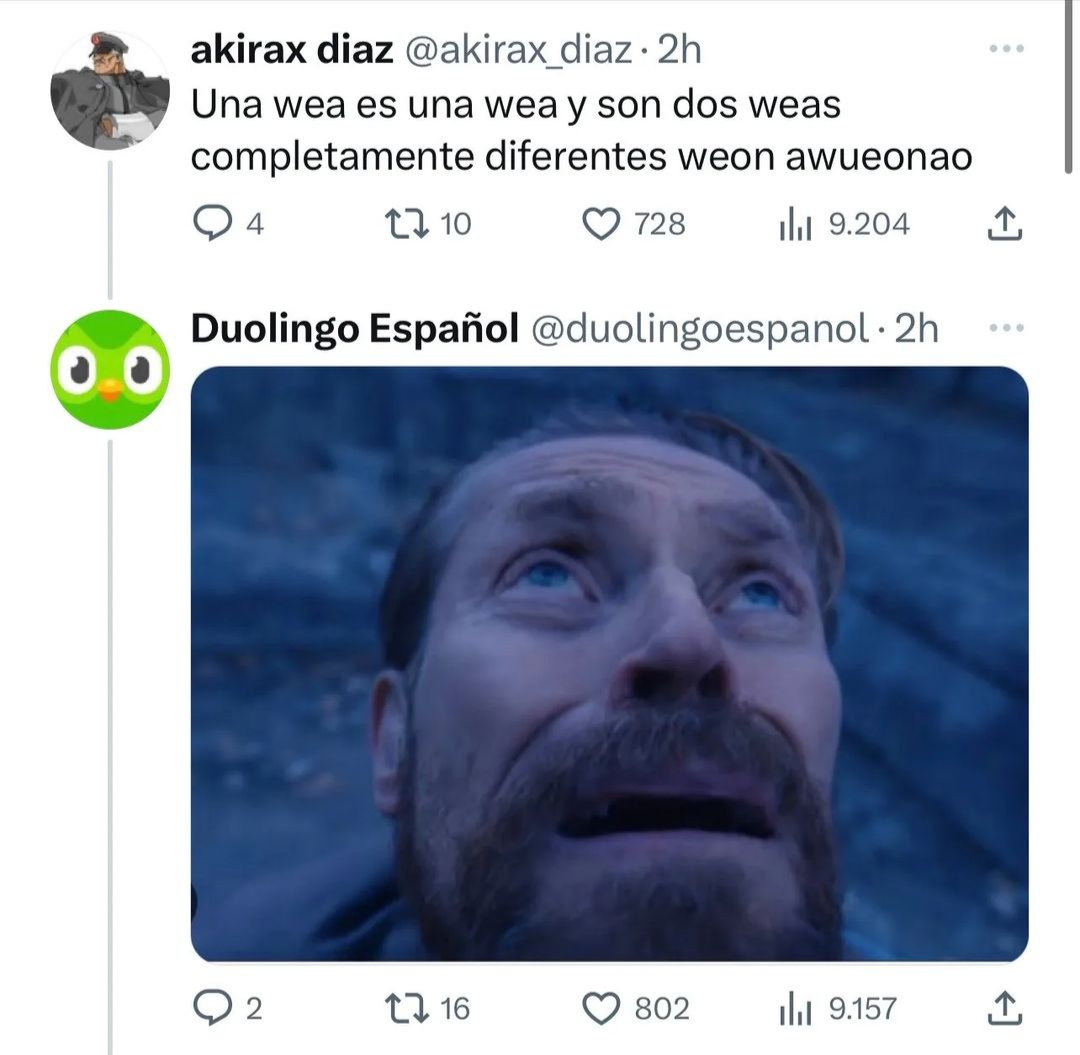 akirax diaz @akirax_diaz · 2h
Una wea es una wea y son dos weas
completamente diferentes weon awueonao
4 10 728 9.204
Duolingo Español @duolingoespanol · 2h
2 16 802 9.157